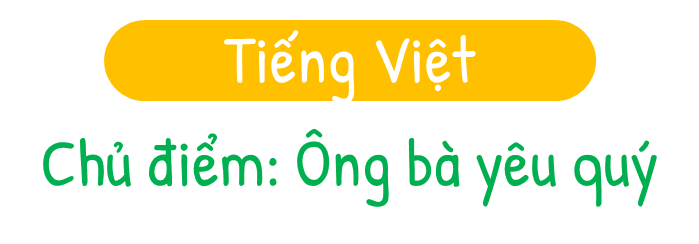 Tiếng Việt
Chủ điểm: Ông bà yêu quý